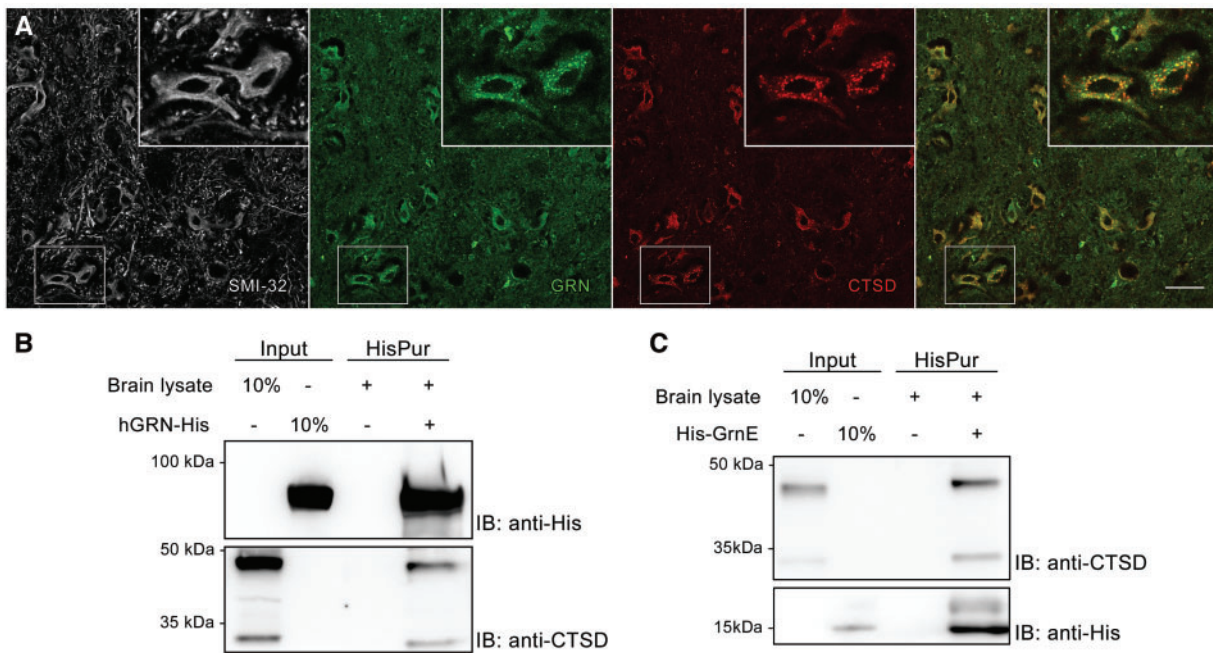 A
SMI-32
GRN
CTSD
B
Input HisPur
Brain lysate 10% - + +
hGRN-His - 10% - +
100 kDa
IB: anti-His
50 kDa
35 kDa
IB: anti-CTSD
C
Input HisPur
Brain lysate 10% - + +
His-GrnE - 10% - +
50 kDa
35kDa
IB: anti-CTSD
15kDa
IB: anti-His